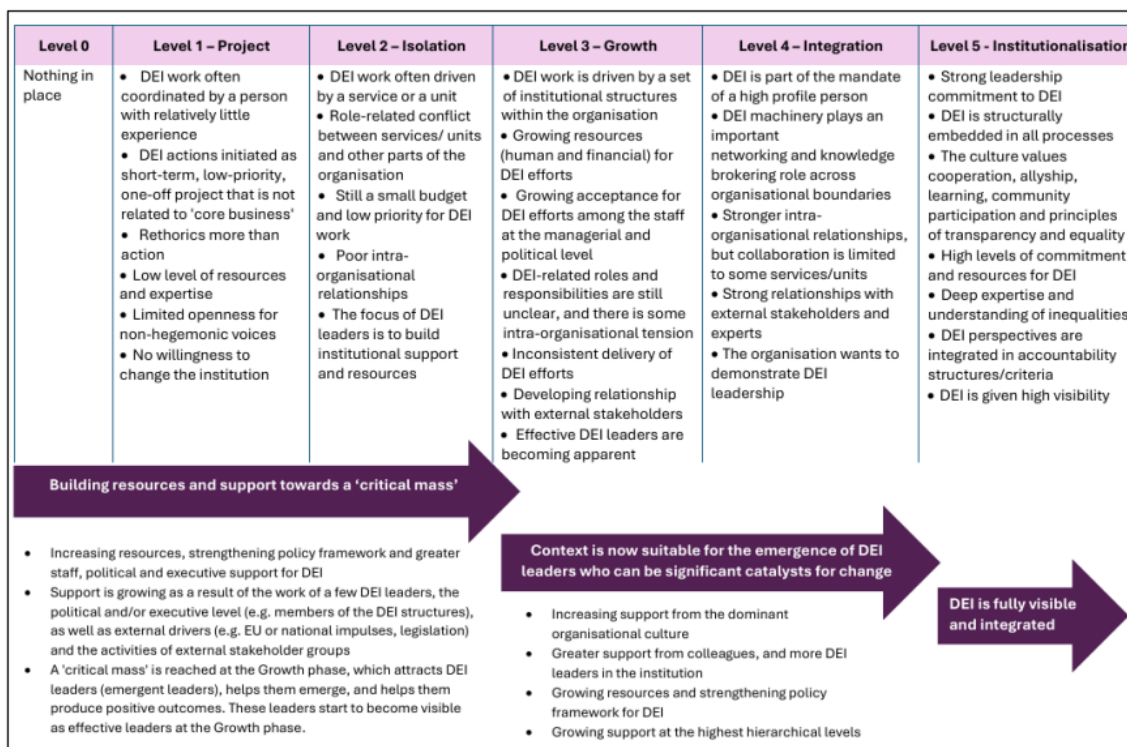 Level 0
Nothing in
place
Level 1 – Project
• DEI work often
coordinated by a person
with relatively little
experience
• DEI actions initiated as
short-term, low-priority,
one-off project that is not
related to 'core business'
• Rethorics more than
action
• Low level of resources
and expertise
• Limited openness for
non-hegemonic voices
• No willingness to
change the institution
Level 2 – Isolation
• DEI work often driven
by a service or a unit
• Role-related conflict
between services/ units
and other parts of the
organisation
• Still a small budget
and low priority for DEI
work
• Poor intra-
organisational
relationships
• The focus of DEI
leaders is to build
institutional support
and resources
Level 3 – Growth
• DEI work is driven by a set
of institutional structures
within the organisation
• Growing resources
(human and financial) for
DEI efforts
• Growing acceptance for
DEI efforts among the staff
at the managerial and
political level
• DEI-related roles and
responsibilities are still
unclear, and there is some
intra-organisational tension
• Inconsistent delivery of
DEI efforts
• Developing relationship
with external stakeholders
• Effective DEI leaders are
becoming apparent
Level 4 – Integration
• DEI is part of the mandate
of a high profile person
• DEI machinery plays an
important
networking and knowledge
brokering role across
organisational boundaries
• Stronger intra-
organisational relationships,
but collaboration is limited
to some services/units
• Strong relationships with
external stakeholders and
experts
• The organisation wants to
demonstrate DEI
leadership
Level 5 - Institutionalisation
• Strong leadership
commitment to DEI
• DEI is structurally
embedded in all processes
• The culture values
cooperation, allyship,
learning, community
participation and principles
of transparency and equality
• High levels of commitment
and resources for DEI
• Deep expertise and
understanding of inequalities
• DEI perspectives are
integrated in accountability
structures/criteria
• DEI is given high visibility
Building resources and support towards a ‘critical mass’
• Increasing resources, strengthening policy framework and greater
staff, political and executive support for DEI
• Support is growing as a result of the work of a few DEI leaders, the
political and/or executive level (e.g. members of the DEI structures),
as well as external drivers (e.g. EU or national impulses, legislation)
and the activities of external stakeholder groups
• A 'critical mass' is reached at the Growth phase, which attracts DEI
leaders (emergent leaders), helps them emerge, and helps them
produce positive outcomes. These leaders start to become visible
as effective leaders at the Growth phase.
Context is now suitable for the emergence of DEI
leaders who can be significant catalysts for change
• Increasing support from the dominant
organisational culture
• Greater support from colleagues, and more DEI
leaders in the institution
• Growing resources and strengthening policy
framework for DEI
• Growing support at the highest hierarchical levels
DEI is fully visible
and integrated